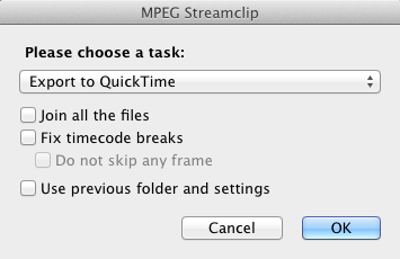 MPEG Streamclip
Please choose a task:
Export to QuickTime
Join all the files
Fix timecode breaks
Do not skip any frame
Use previous folder and settings
Cancel OK